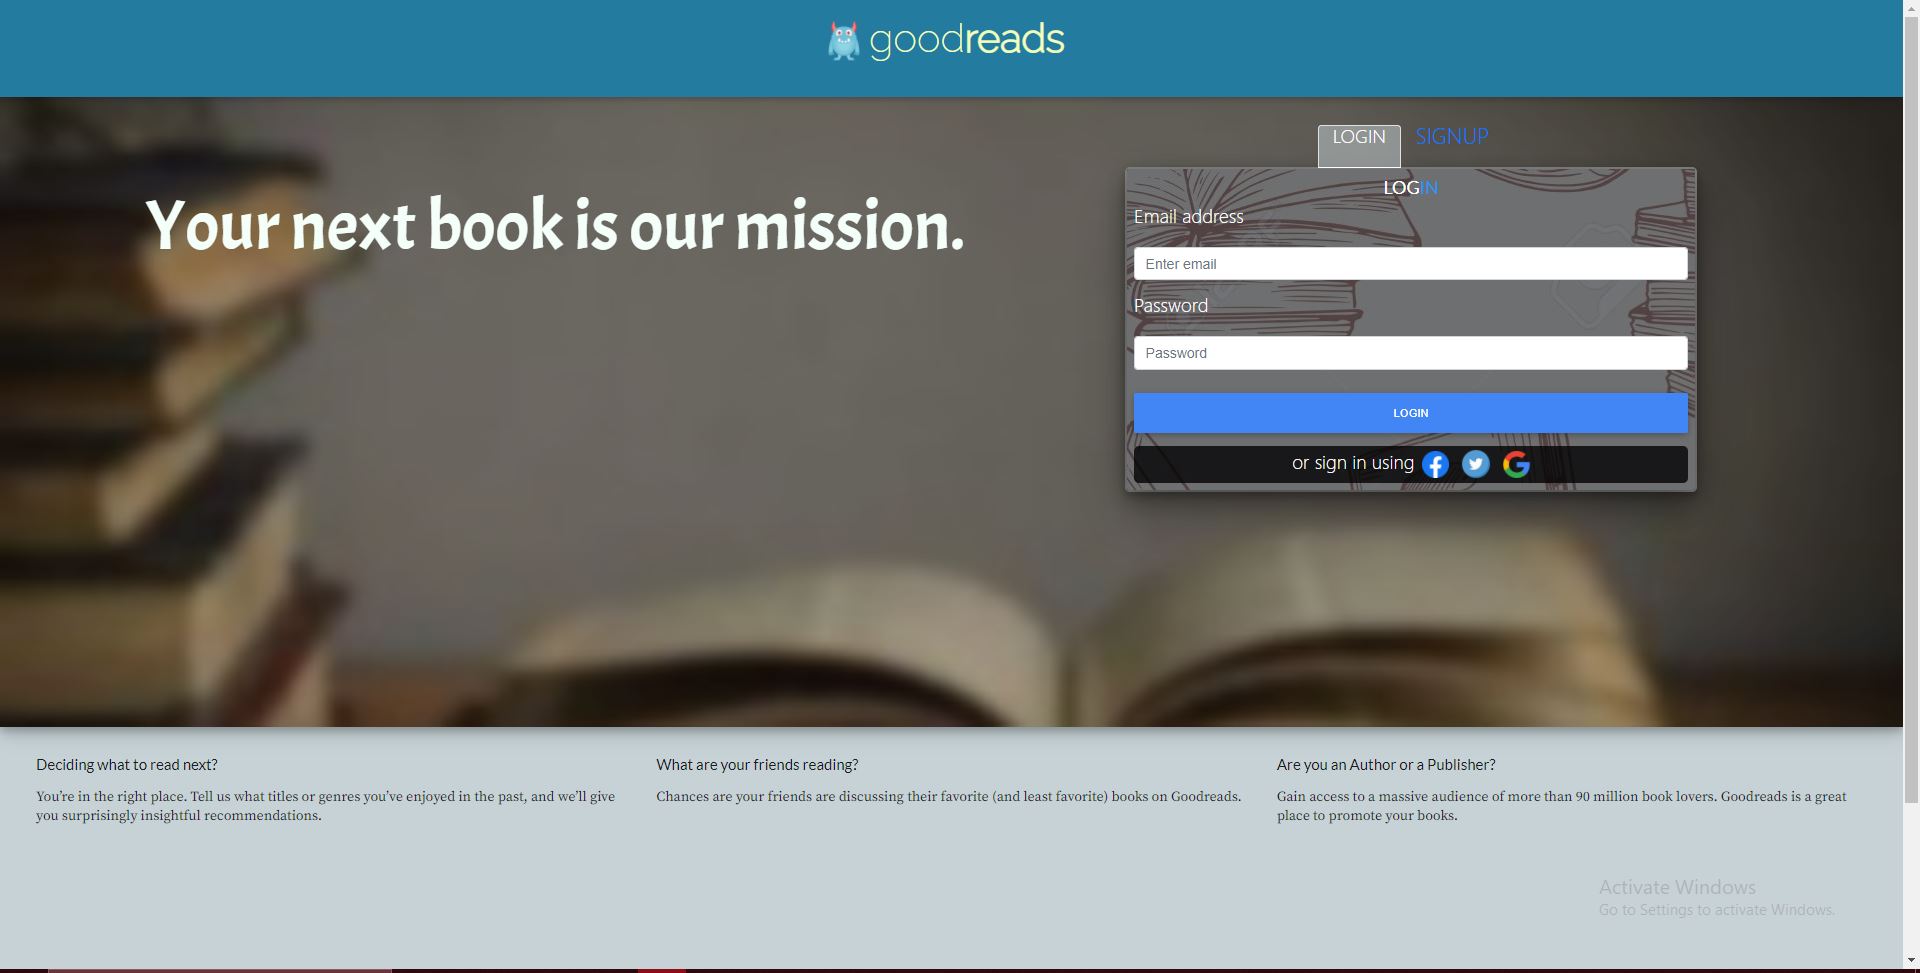 goodreads
LOGIN SIGNUP
Your next book is our mission.
LOGIN
Email address
Enter email
Password
Password
LOGIN
or sign in using
Deciding what to read next?
You’re in the right place. Tell us what titles or genres you’ve enjoyed in the past, and we’ll give
you surprisingly insightful recommendations.
What are your friends reading?
Chances are your friends are discussing their favorite (and least favorite) books on Goodreads.
Are you an Author or a Publisher?
Gain access to a massive audience of more than 90 million book lovers. Goodreads is a great
place to promote your books.
Activate Windows
Go to Settings to activate Windows.